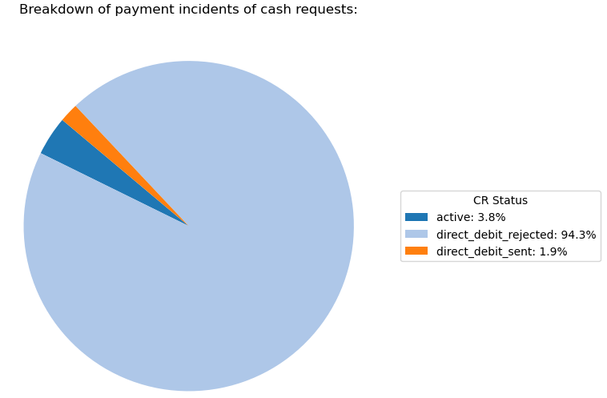 Breakdown of payment incidents of cash requests:
CR Status
active: 3.8%
direct_debit_rejected: 94.3%
direct_debit_sent: 1.9%